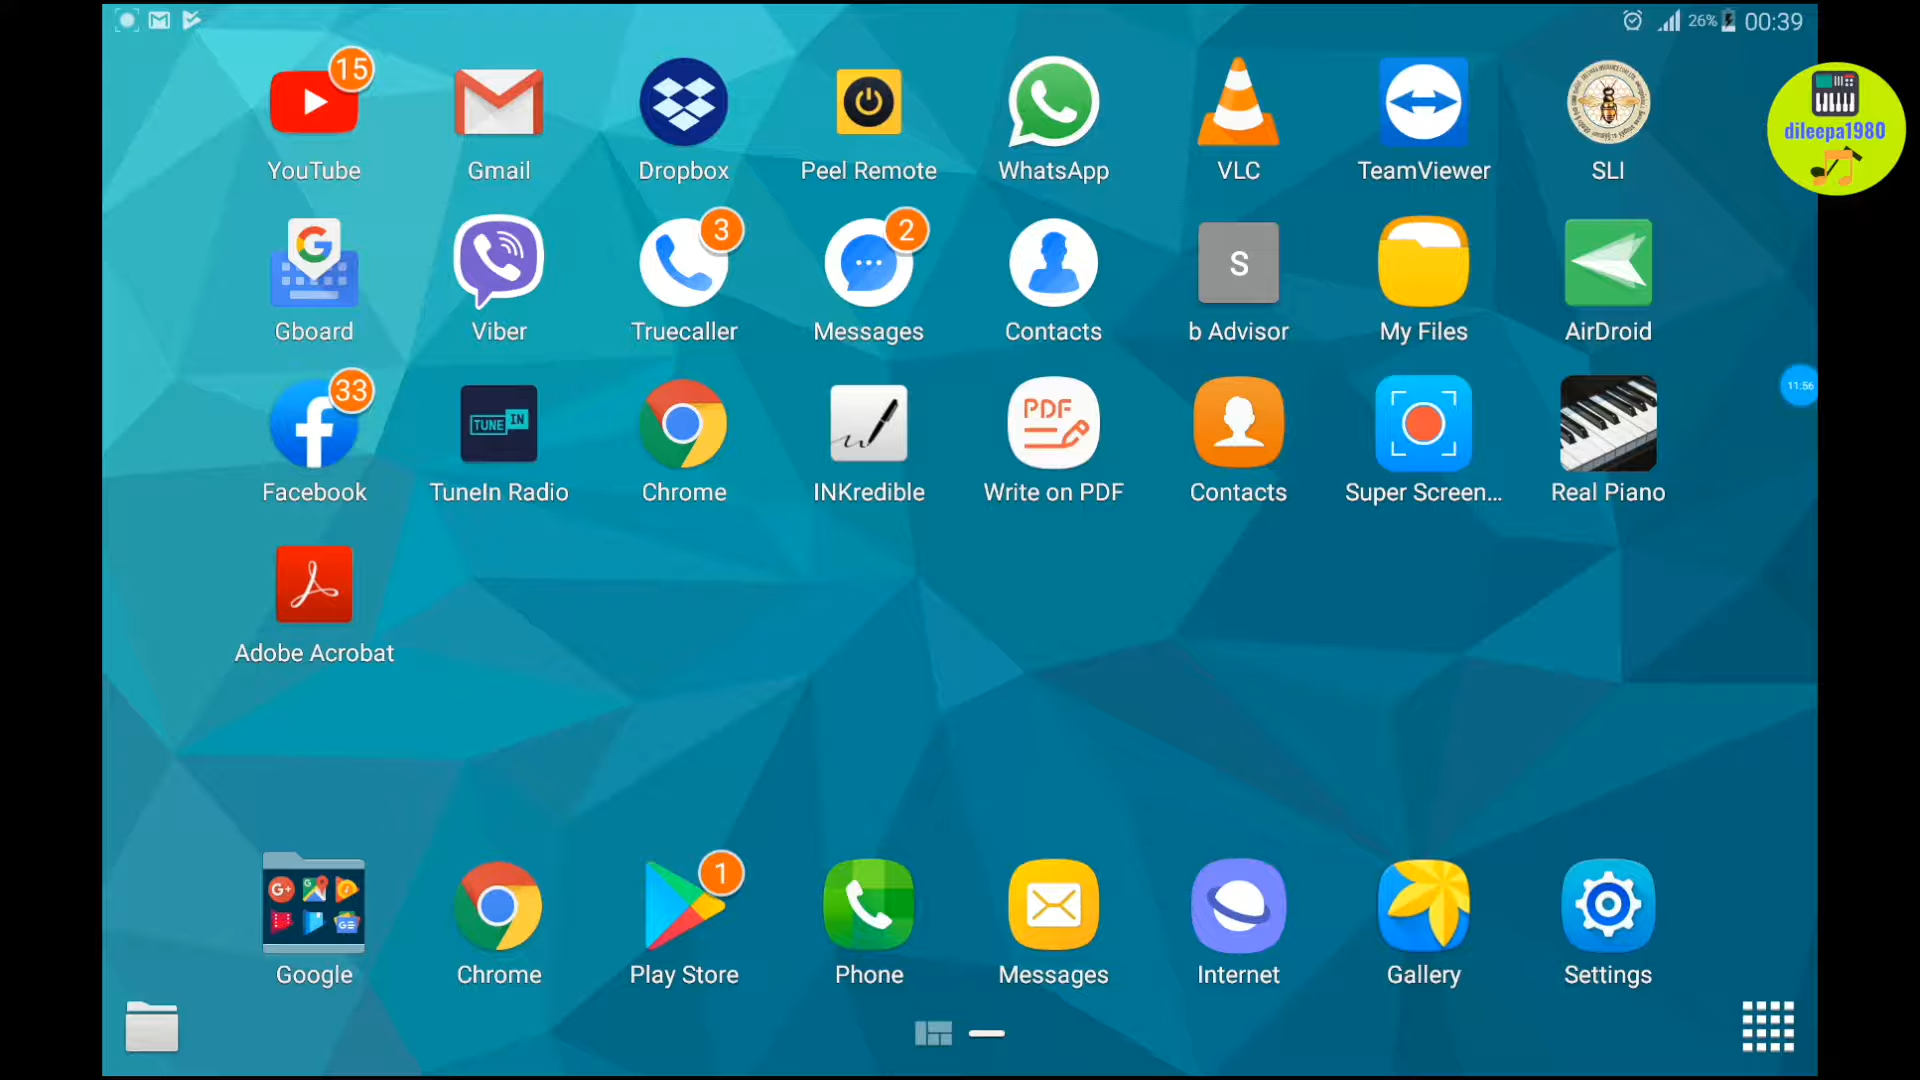 26% 00:39
15
dileepa1980
YouTube Gmail Dropbox Peel Remote WhatsApp VLC TeamViewer SLI
3 2
G S
Gboard Viber Truecaller Messages Contacts b Advisor My Files AirDroid
11:56
33
TUNE IN PDF
Facebook TuneIn Radio Chrome INKredible Write on PDF Contacts Super Screen... Real Piano
Adobe Acrobat
1
G+
Google Chrome Play Store Phone Messages Internet Gallery Settings